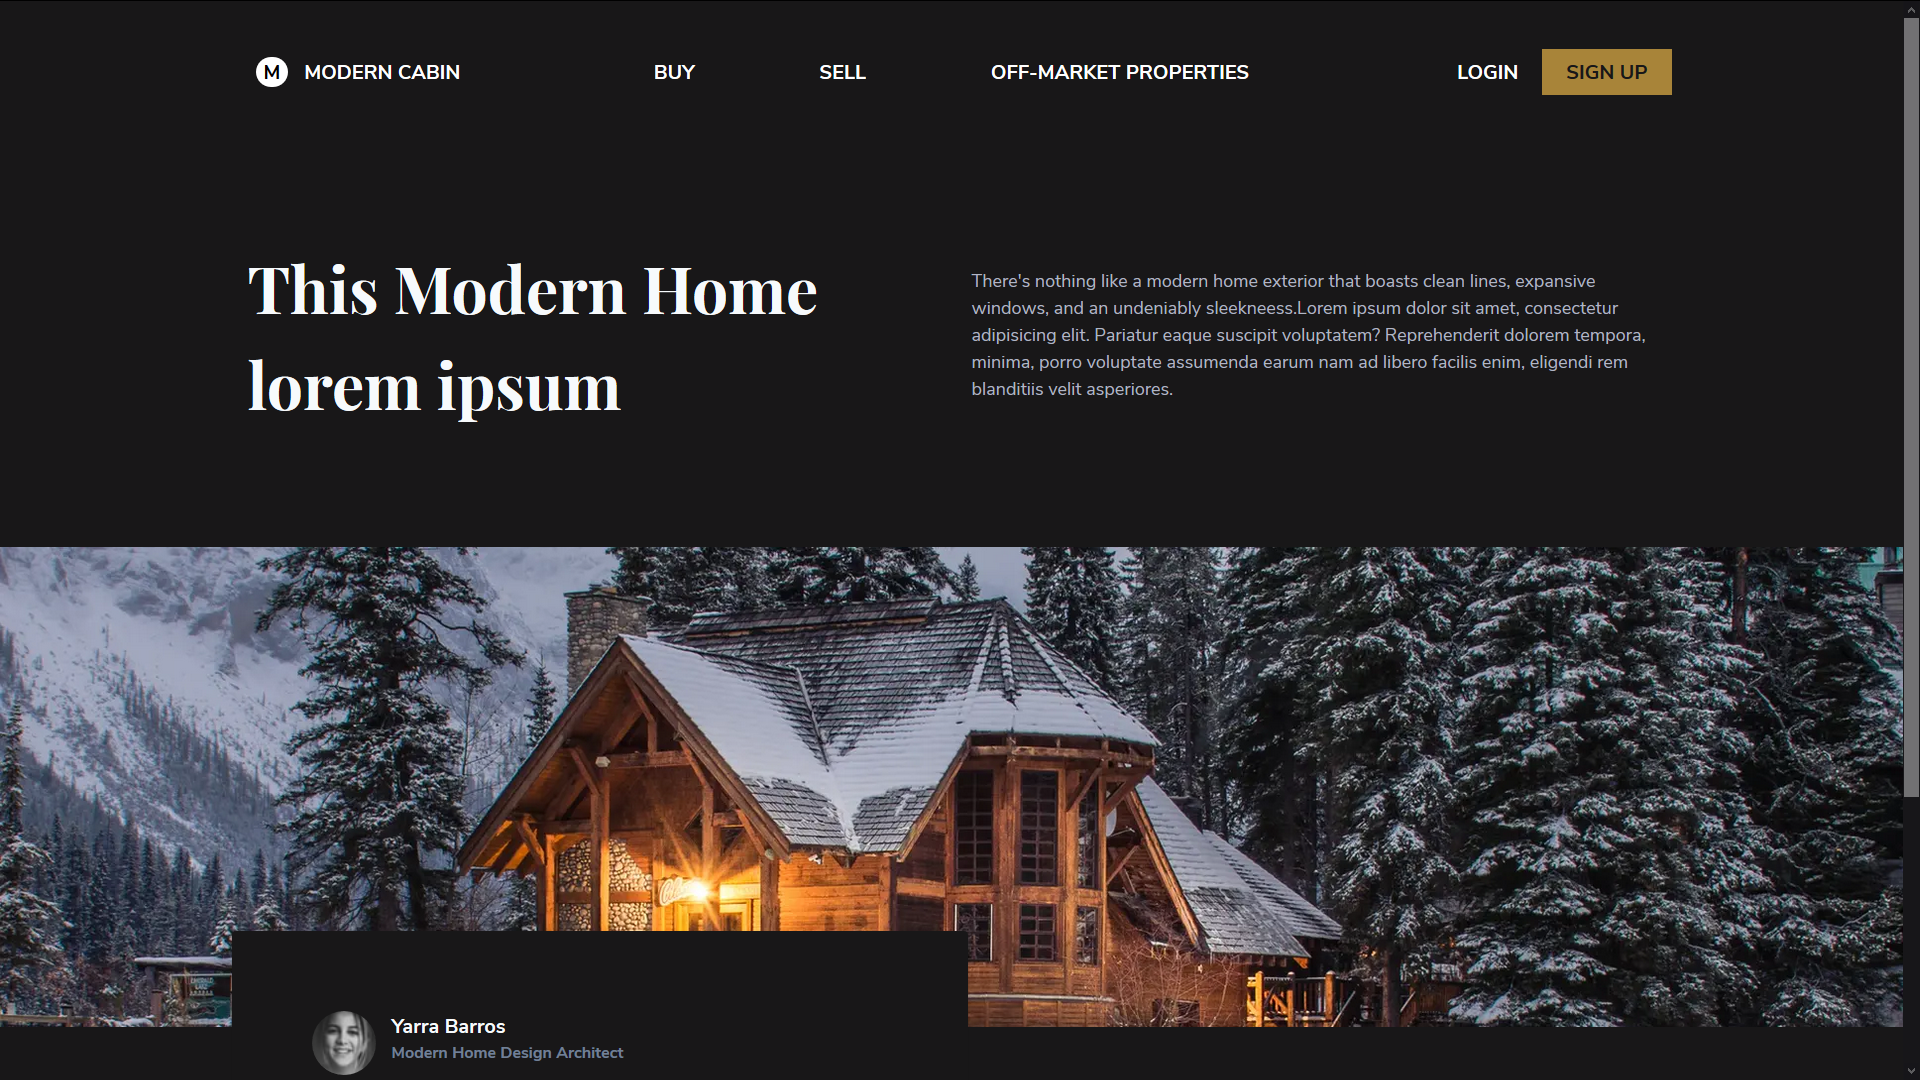 M MODERN CABIN BUY SELL OFF-MARKET PROPERTIES LOGIN SIGN UP
This Modern Home
lorem ipsum
There's nothing like a modern home exterior that boasts clean lines, expansive
windows, and an undeniably sleekneess.Lorem ipsum dolor sit amet, consectetur
adipisicing elit. Pariatur eaque suscipit voluptatem? Reprehenderit dolorem tempora,
minima, porro voluptate assumenda earum nam ad libero facilis enim, eligendi rem
blanditiis velit asperiores.
Yarra Barros
Modern Home Design Architect